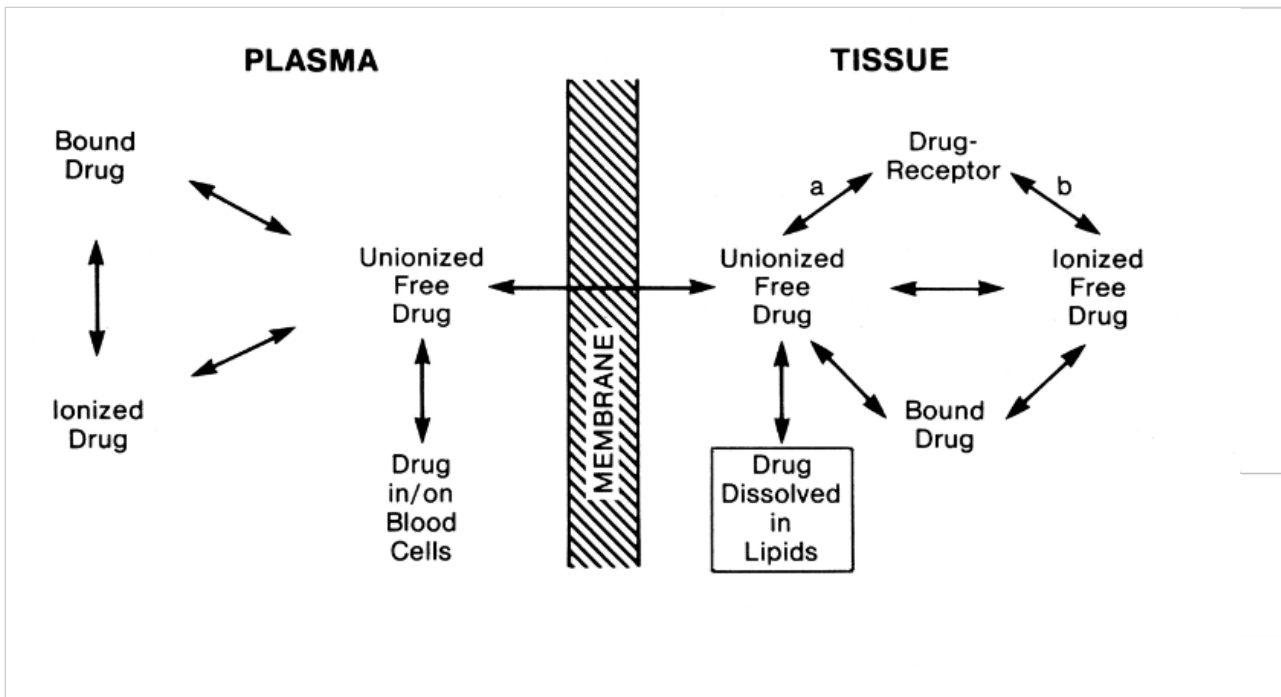 PLASMA
TISSUE
Bound
Drug
Unionized
Free
Drug
Ionized
Drug
Drug
in/on
Blood
Cells
MEMBRANE
Drug-
Receptor
a
b
Unionized
Free
Drug
Ionized
Free
Drug
Bound
Drug
Drug
Dissolved
in
Lipids